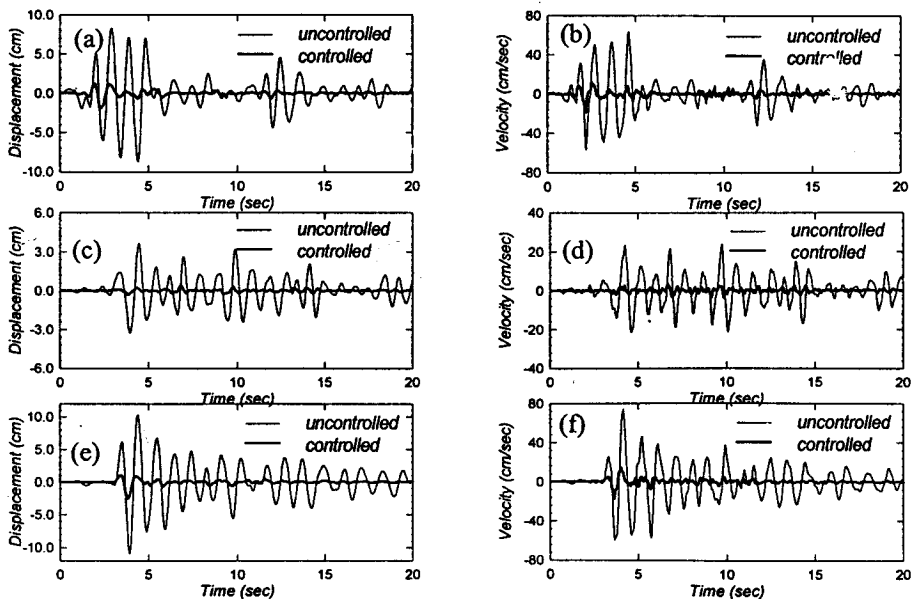 10.0
5.0
0.0
-5.0
-10.0
Displacement (cm)
(a)
uncontrolled
controlled
0 5 10 15 20
Time (sec)
80
40
0
-40
-80
Velocity (cm/sec)
(b)
uncontrolled
controlled
0 5 10 15 20
Time (sec)
6.0
3.0
0.0
-3.0
-6.0
Displacement (cm)
(c)
uncontrolled
controlled
0 5 10 15 20
Time (sec)
40
20
0
-20
-40
Velocity (cm/sec)
(d)
uncontrolled
controlled
0 5 10 15 20
Time (sec)
10.0
5.0
0.0
-5.0
-10.0
Displacement (cm)
(e)
uncontrolled
controlled
0 5 10 15 20
Time (sec)
80
40
0
-40
-80
Velocity (cm/sec)
(f)
uncontrolled
controlled
0 5 10 15 20
Time (sec)